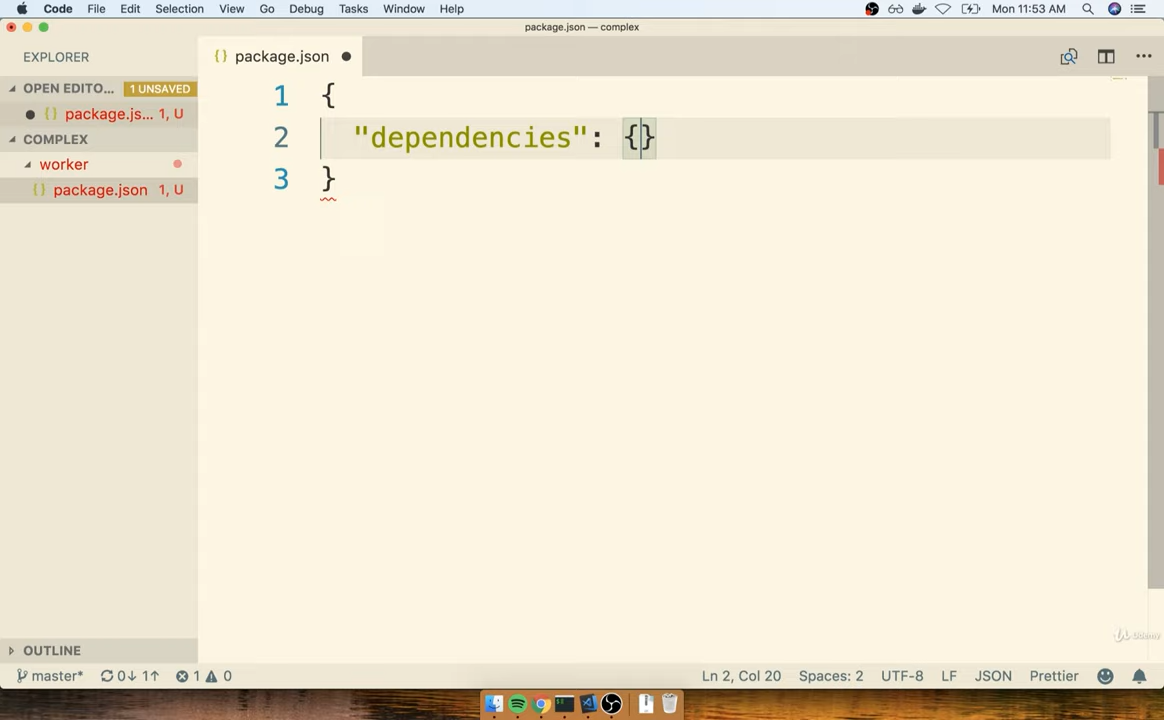 Code File Edit Selection View Go Debug Tasks Window Help Mon 11:53 AM
package.json — complex
EXPLORER
package.json
OPEN EDITO... 1 UNSAVED
package.js... 1, U
COMPLEX
worker
package.json 1, U
1 {
2 "dependencies": {}
3 }
Udemy
OUTLINE
master* 0↓ 1↑ 1 0 Ln 2, Col 20 Spaces: 2 UTF-8 LF JSON Prettier